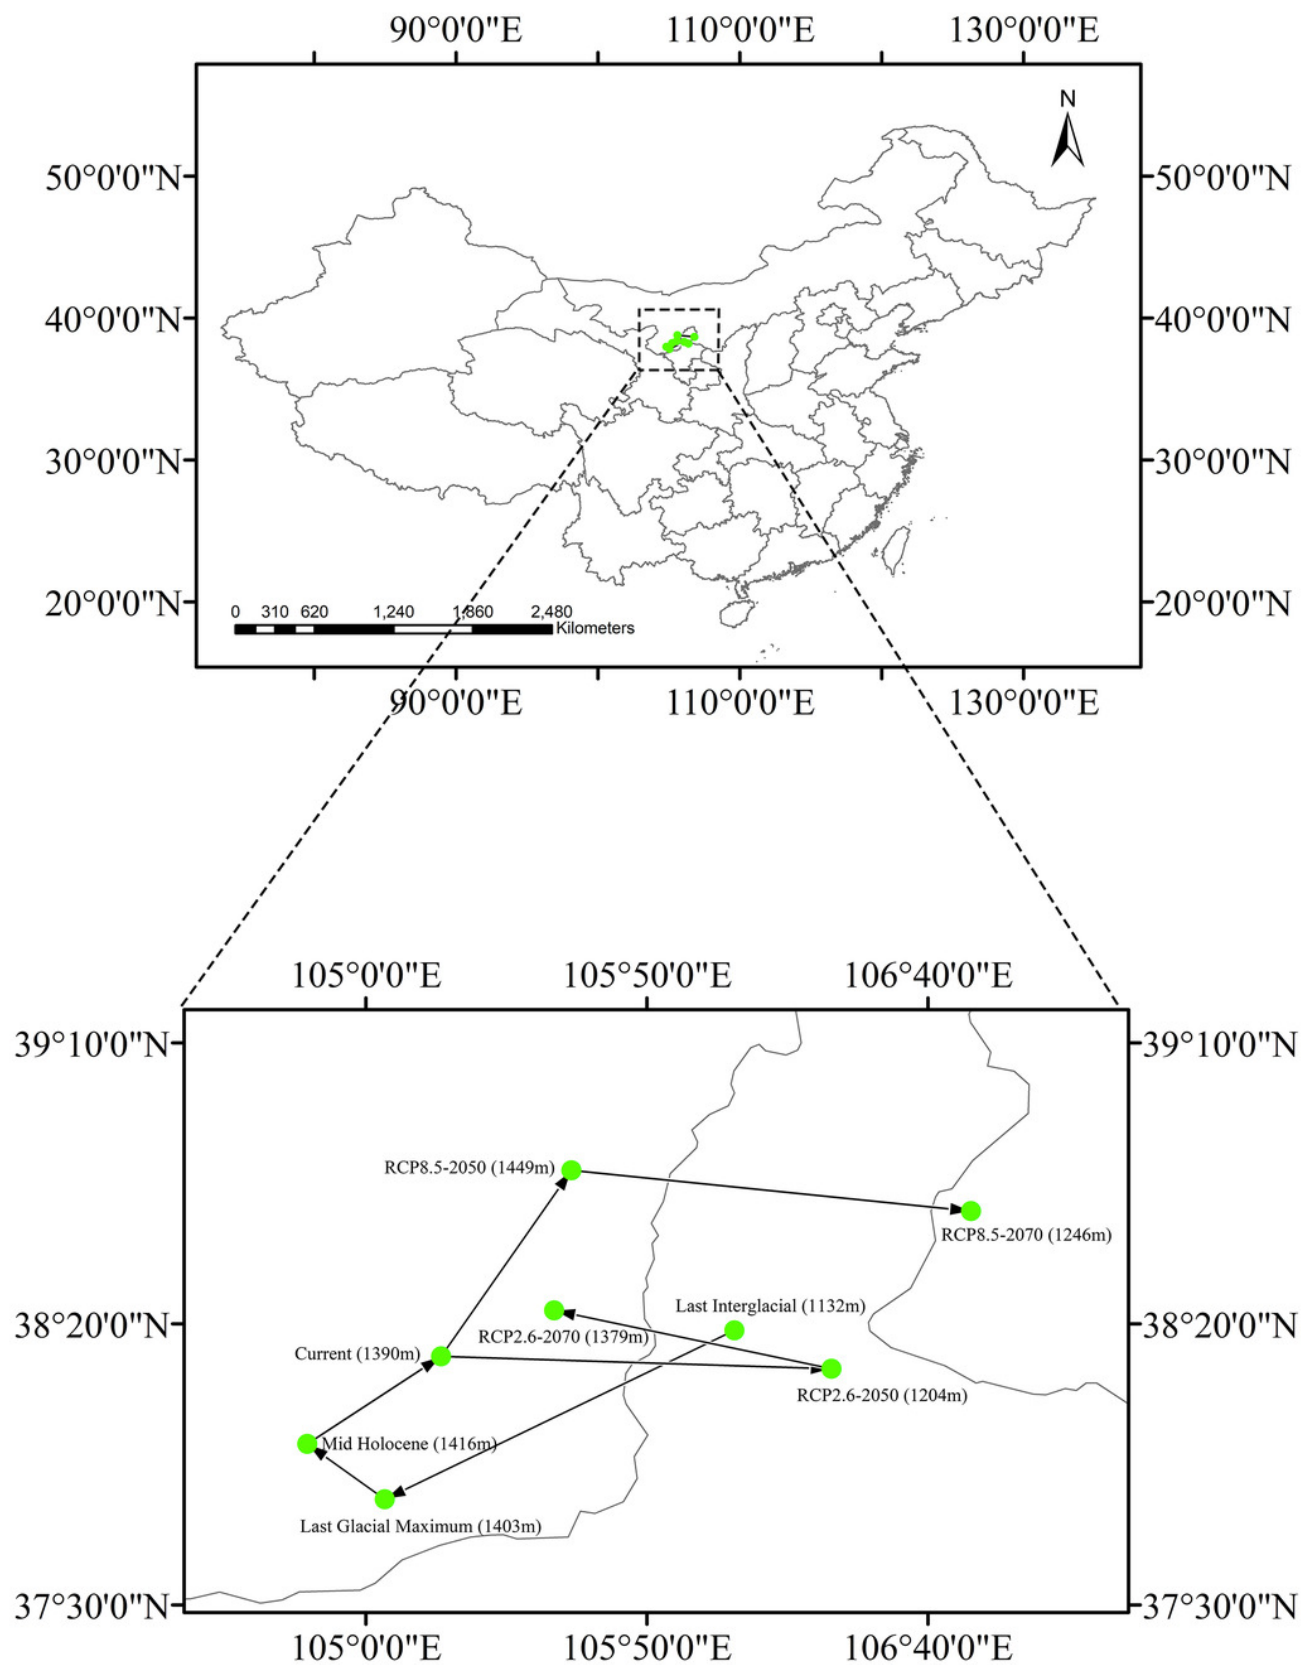 90°0'0"E 110°0'0"E 130°0'0"E
N
50°0'0"N 50°0'0"N
40°0'0"N 40°0'0"N
30°0'0"N 30°0'0"N
20°0'0"N 20°0'0"N
0 310 620 1,240 1,860 2,480
Kilometers
90°0'0"E 110°0'0"E 130°0'0"E
105°0'0"E 105°50'0"E 106°40'0"E
39°10'0"N 39°10'0"N
RCP8.5-2050 (1449m)
RCP8.5-2070 (1246m)
Last Interglacial (1132m)
38°20'0"N 38°20'0"N
RCP2.6-2070 (1379m)
Current (1390m)
RCP2.6-2050 (1204m)
Mid Holocene (1416m)
Last Glacial Maximum (1403m)
37°30'0"N 37°30'0"N
105°0'0"E 105°50'0"E 106°40'0"E